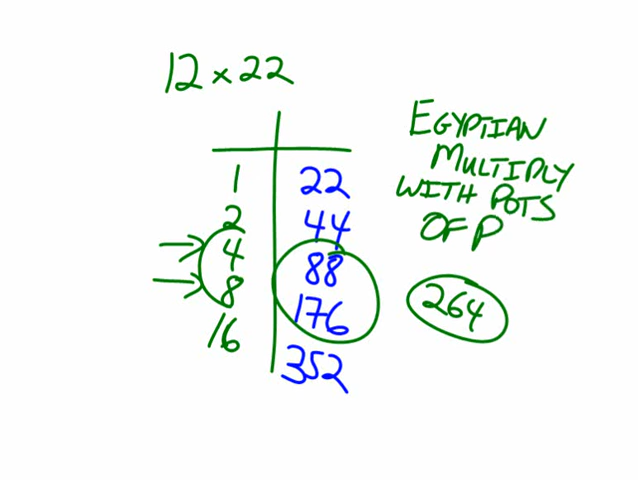 12 × 22
1 22
2 44
4 88
8 176
16 352
EGYPTIAN
MULTIPLY
WITH POTS
OF P
264